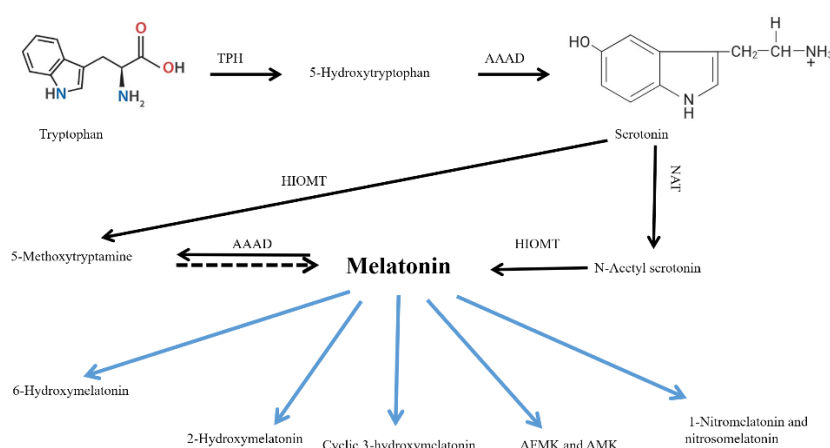 O
OH
HN
NH2
Tryptophan
TPH
5-Hydroxytryptophan
AAAD
HO
H
CH2-CH-NH3
+
N
H
Serotonin
HIOMT
NAT
5-Methoxytryptamine
AAAD
Melatonin
HIOMT
N-Acetyl serotonin
6-Hydroxymelatonin
2-Hydroxymelatonin
Cyclic 3-hydroxymelatonin
AFMK and AMK
1-Nitromelatonin and
nitrosomelatonin